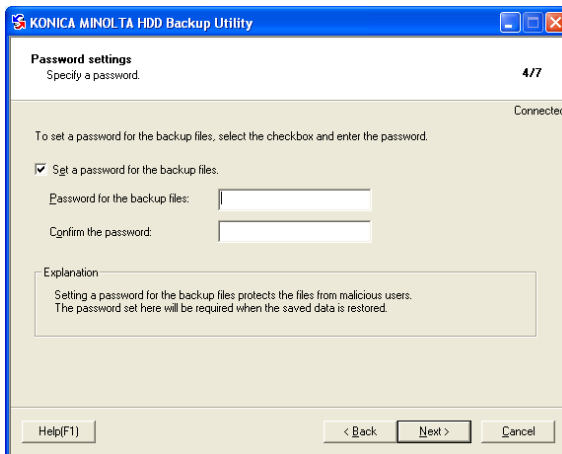 KONICA MINOLTA HDD Backup Utility
Password settings
Specify a password.
4/7
Connected
To set a password for the backup files, select the checkbox and enter the password.
Set a password for the backup files.
Password for the backup files:
Confirm the password:
Explanation
Setting a password for the backup files protects the files from malicious users.
The password set here will be required when the saved data is restored.
Help(F1)
< Back
Next >
Cancel